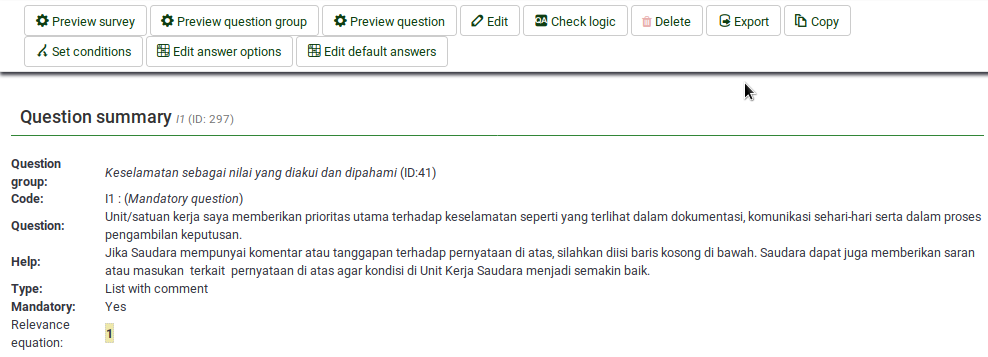 Preview survey Preview question group Preview question Edit QA Check logic Delete Export Copy
Set conditions Edit answer options Edit default answers
Question summary I1 (ID: 297)
Question group: Keselamatan sebagai nilai yang diakui dan dipahami (ID:41)
Code: I1 : (Mandatory question)
Question: Unit/satuan kerja saya memberikan prioritas utama terhadap keselamatan seperti yang terlihat dalam dokumentasi, komunikasi sehari-hari serta dalam proses
pengambilan keputusan.
Help: Jika Saudara mempunyai komentar atau tanggapan terhadap pernyataan di atas, silahkan diisi baris kosong di bawah. Saudara dapat juga memberikan saran
atau masukan terkait pernyataan di atas agar kondisi di Unit Kerja Saudara menjadi semakin baik.
Type: List with comment
Mandatory: Yes
Relevance equation: 1